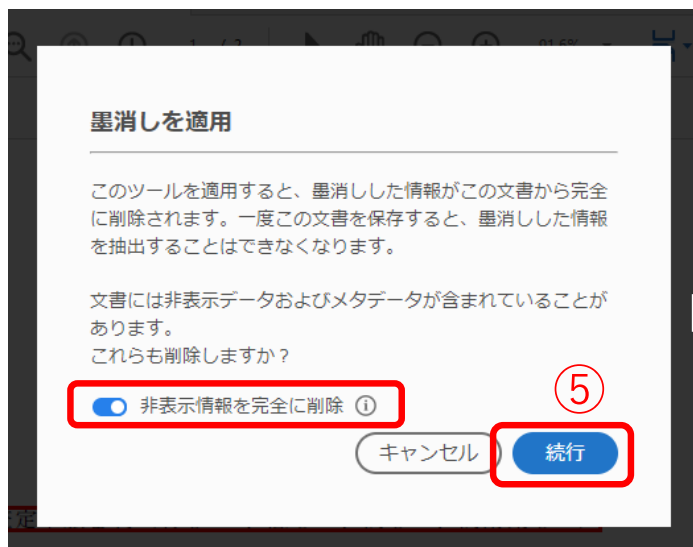 墨消しを適用
このツールを適用すると、墨消しした情報がこの文書から完全
に削除されます。一度この文書を保存すると、墨消しした情報
を抽出することはできなくなります。
文書には非表示データおよびメタデータが含まれていることが
あります。
これらも削除しますか？
⑤
非表示情報を完全に削除
キャンセル 続行